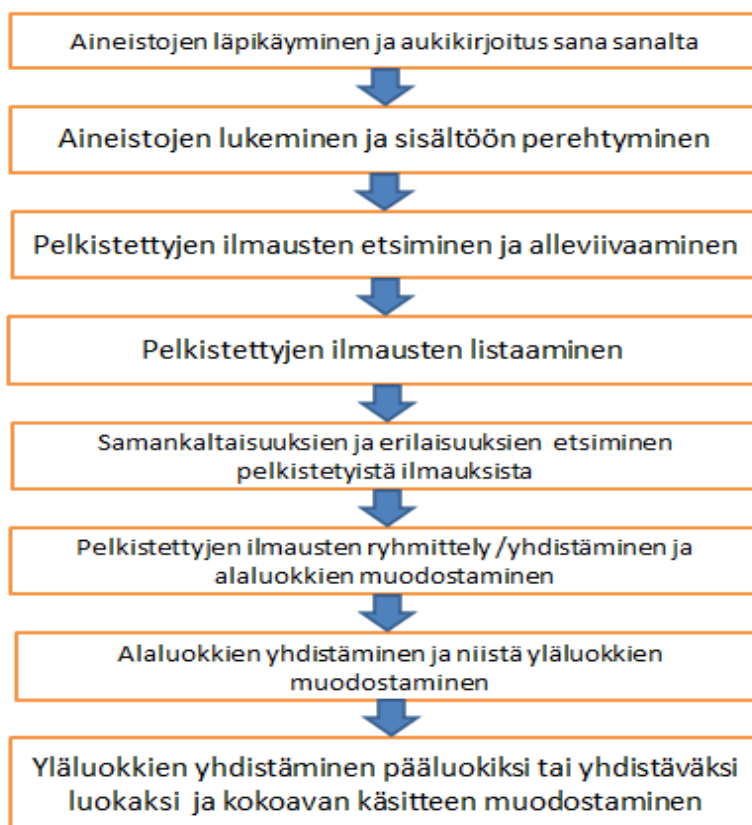 Aineistojen läpikäyminen ja aukikirjoitus sana sanalta
Aineistojen lukeminen ja sisältöön perehtyminen
Pelkistettyjen ilmausten etsiminen ja alleviivaaminen
Pelkistettyjen ilmausten listaaminen
Samankaltaisuuksien ja erilaisuuksien etsiminen
pelkistetyistä ilmauksista
Pelkistettyjen ilmausten ryhmittely /yhdistäminen ja
alaluokkien muodostaminen
Alaluokkien yhdistäminen ja niistä yläluokkien
muodostaminen
Yläluokkien yhdistäminen pääluokiksi tai yhdistäväksi
luokaksi ja kokoavan käsitteen muodostaminen